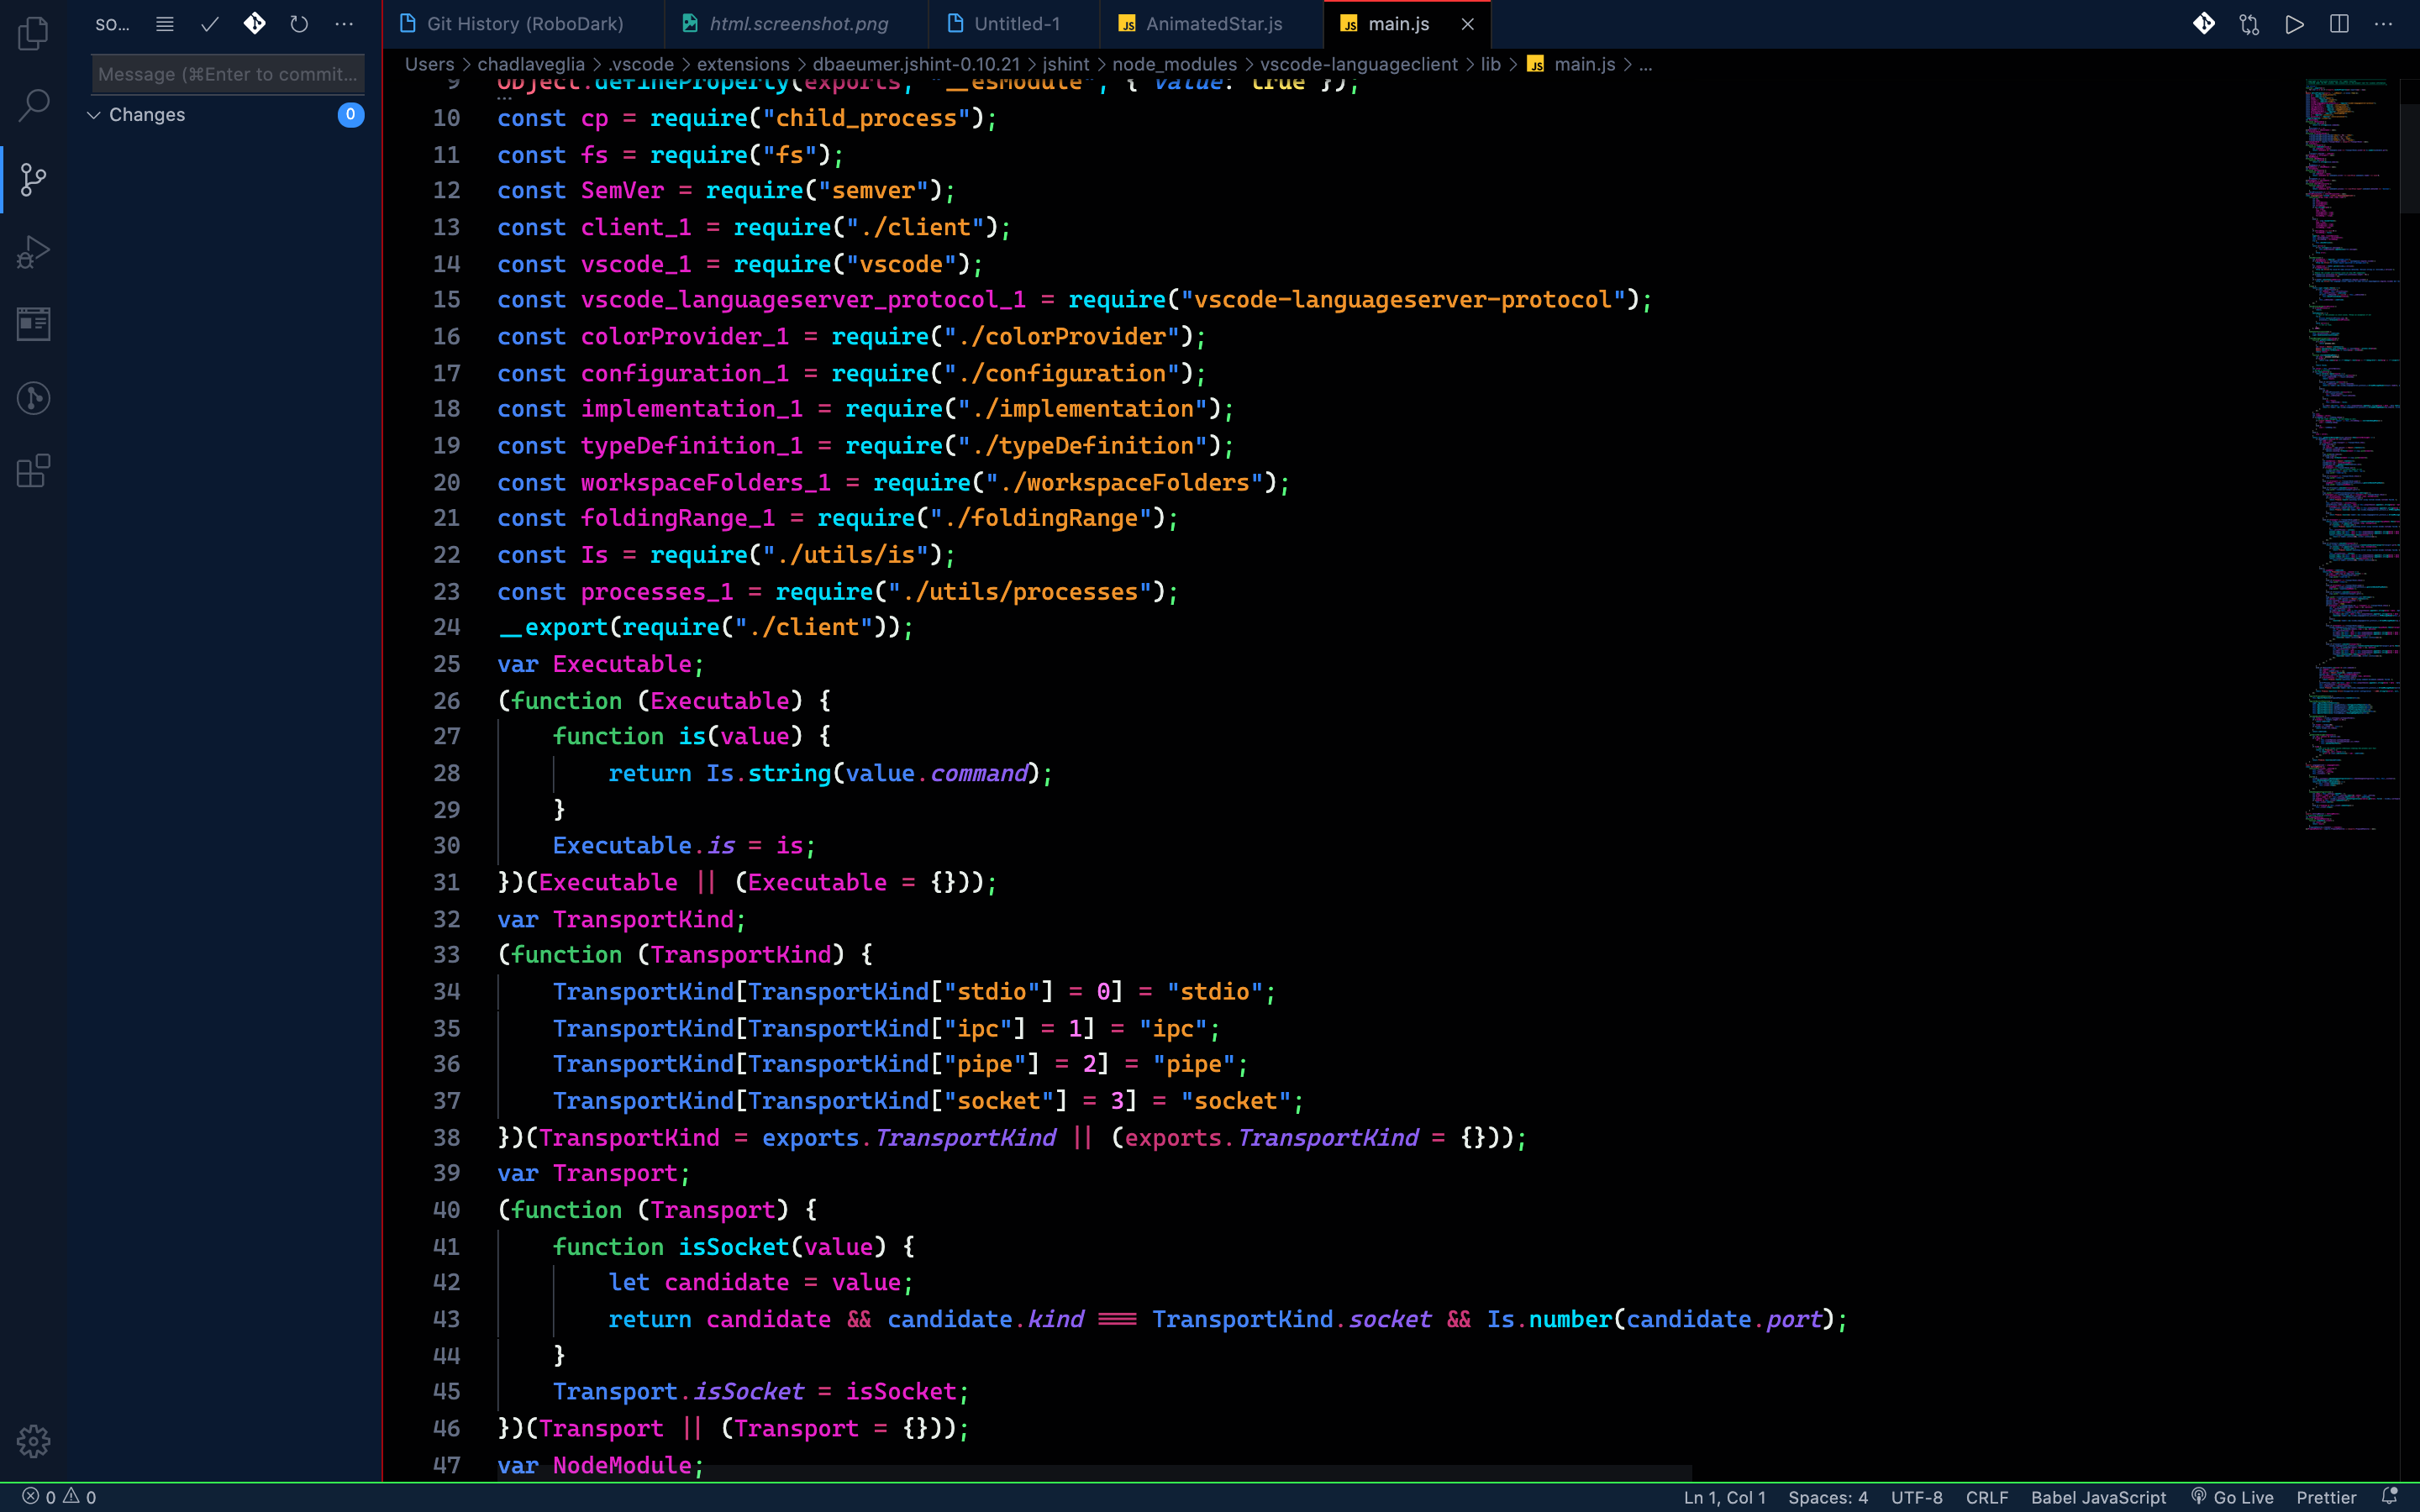 SO...
Message (⌘Enter to commit...
Changes
0
Git History (RoboDark)
html.screenshot.png
Untitled-1
JS AnimatedStar.js
JS main.js
Users > chadlaveglia > .vscode > extensions > dbaeumer.jshint-0.10.21 > jshint > node_modules > vscode-languageclient > lib > JS main.js > ...
9 Object.defineProperty(exports, "__esModule", { value: true });
10 const cp = require("child_process");
11 const fs = require("fs");
12 const SemVer = require("semver");
13 const client_1 = require("./client");
14 const vscode_1 = require("vscode");
15 const vscode_languageserver_protocol_1 = require("vscode-languageserver-protocol");
16 const colorProvider_1 = require("./colorProvider");
17 const configuration_1 = require("./configuration");
18 const implementation_1 = require("./implementation");
19 const typeDefinition_1 = require("./typeDefinition");
20 const workspaceFolders_1 = require("./workspaceFolders");
21 const foldingRange_1 = require("./foldingRange");
22 const Is = require("./utils/is");
23 const processes_1 = require("./utils/processes");
24 __export(require("./client"));
25 var Executable;
26 (function (Executable) {
27     function is(value) {
28         return Is.string(value.command);
29     }
30     Executable.is = is;
31 })(Executable || (Executable = {}));
32 var TransportKind;
33 (function (TransportKind) {
34     TransportKind[TransportKind["stdio"] = 0] = "stdio";
35     TransportKind[TransportKind["ipc"] = 1] = "ipc";
36     TransportKind[TransportKind["pipe"] = 2] = "pipe";
37     TransportKind[TransportKind["socket"] = 3] = "socket";
38 })(TransportKind = exports.TransportKind || (exports.TransportKind = {}));
39 var Transport;
40 (function (Transport) {
41     function isSocket(value) {
42         let candidate = value;
43         return candidate && candidate.kind === TransportKind.socket && Is.number(candidate.port);
44     }
45     Transport.isSocket = isSocket;
46 })(Transport || (Transport = {}));
47 var NodeModule;
0 0
Ln 1, Col 1
Spaces: 4
UTF-8
CRLF
Babel JavaScript
Go Live
Prettier